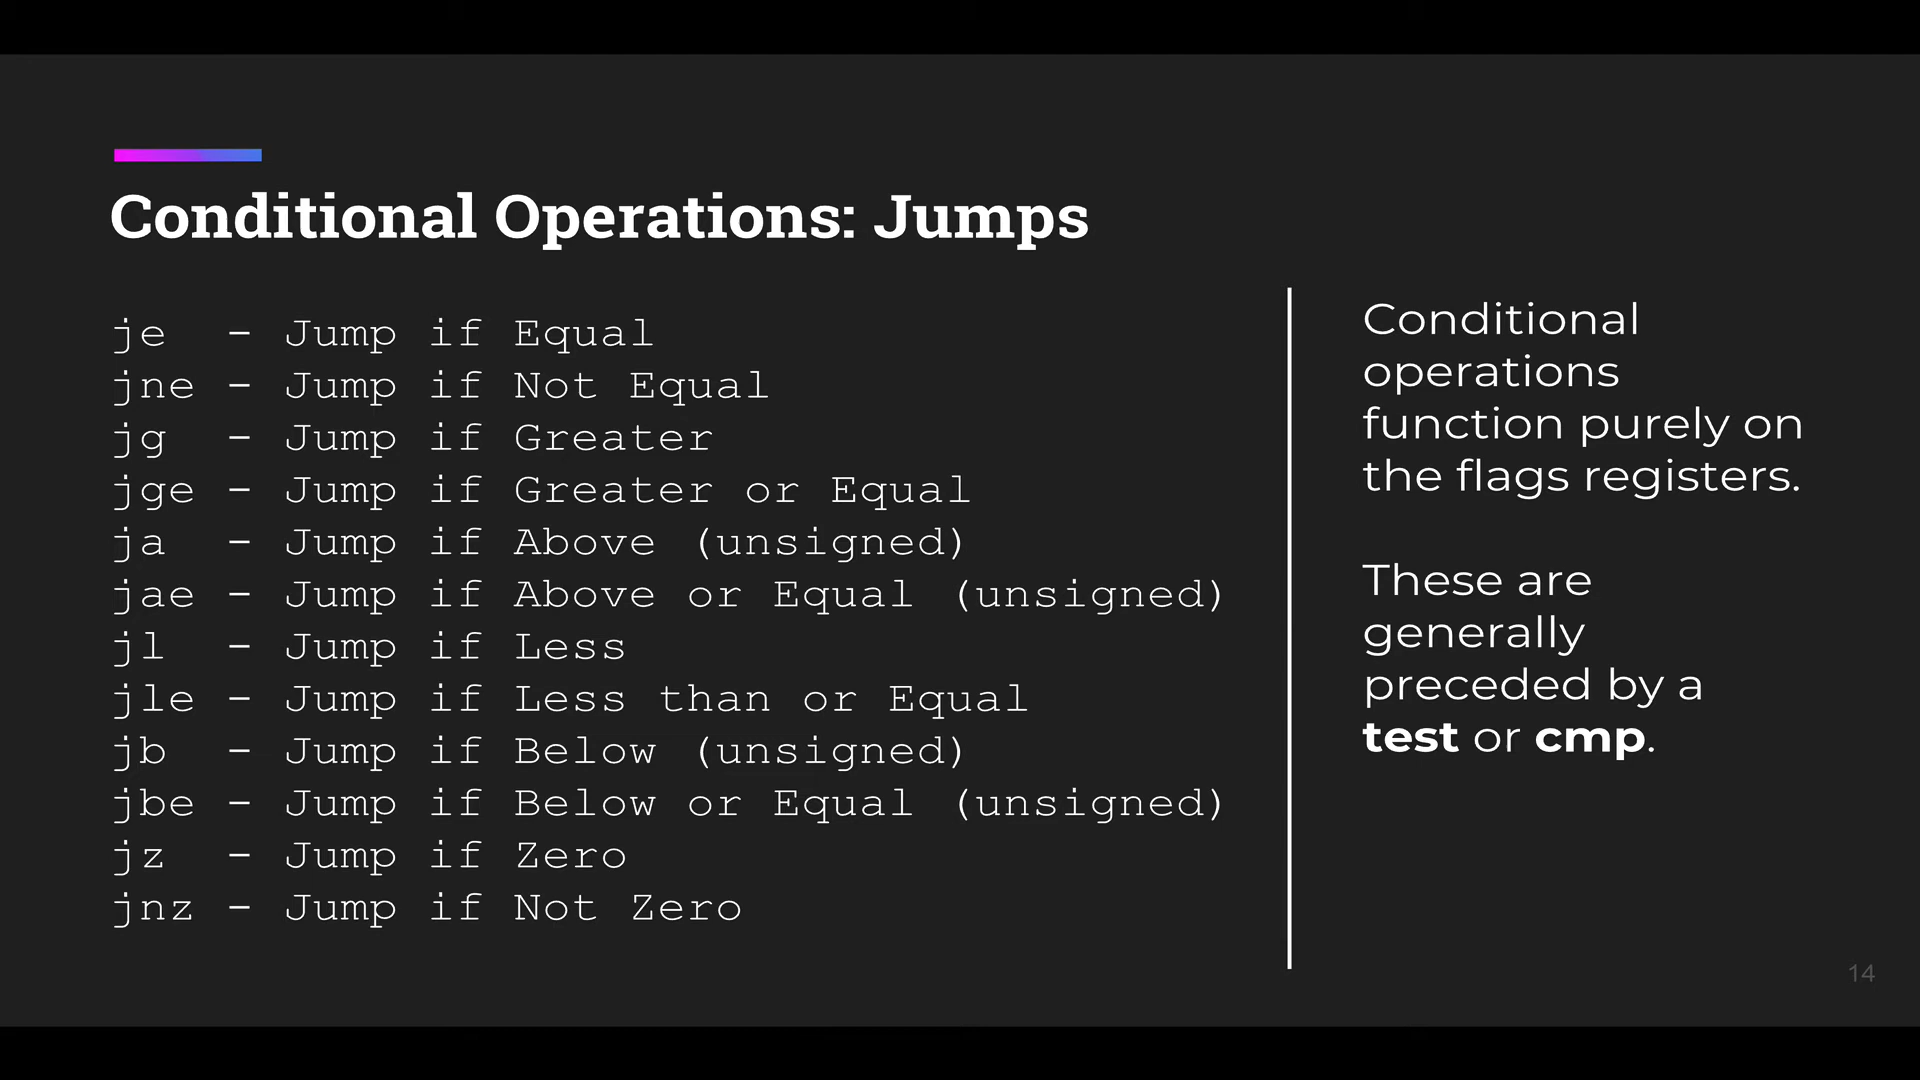 Conditional Operations: Jumps
je  - Jump if Equal
jne - Jump if Not Equal
jg  - Jump if Greater
jge - Jump if Greater or Equal
ja  - Jump if Above (unsigned)
jae - Jump if Above or Equal (unsigned)
jl  - Jump if Less
jle - Jump if Less than or Equal
jb  - Jump if Below (unsigned)
jbe - Jump if Below or Equal (unsigned)
jz  - Jump if Zero
jnz - Jump if Not Zero
Conditional
operations
function purely on
the flags registers.
These are
generally
preceded by a
test or cmp.
14